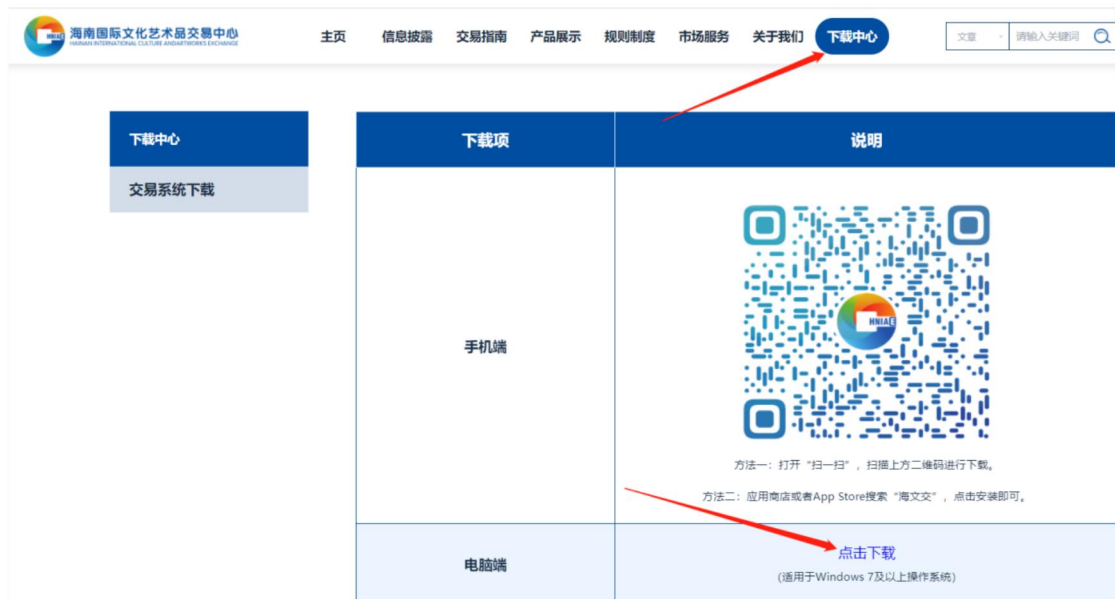 海南国际文化艺术品交易中心
HAINAN INTERNATIONAL CULTURE ANDARTWORKS EXCHANGE
主页 信息披露 交易指南 产品展示 规则制度 市场服务 关于我们 下载中心
文章 请输入关键词
下载中心
交易系统下载
下载项 说明
HNIACE
手机端
方法一：打开“扫一扫”，扫描上方二维码进行下载。
方法二：应用商店或者App Store搜索“海文交”，点击安装即可。
电脑端
点击下载
(适用于Windows 7及以上操作系统)